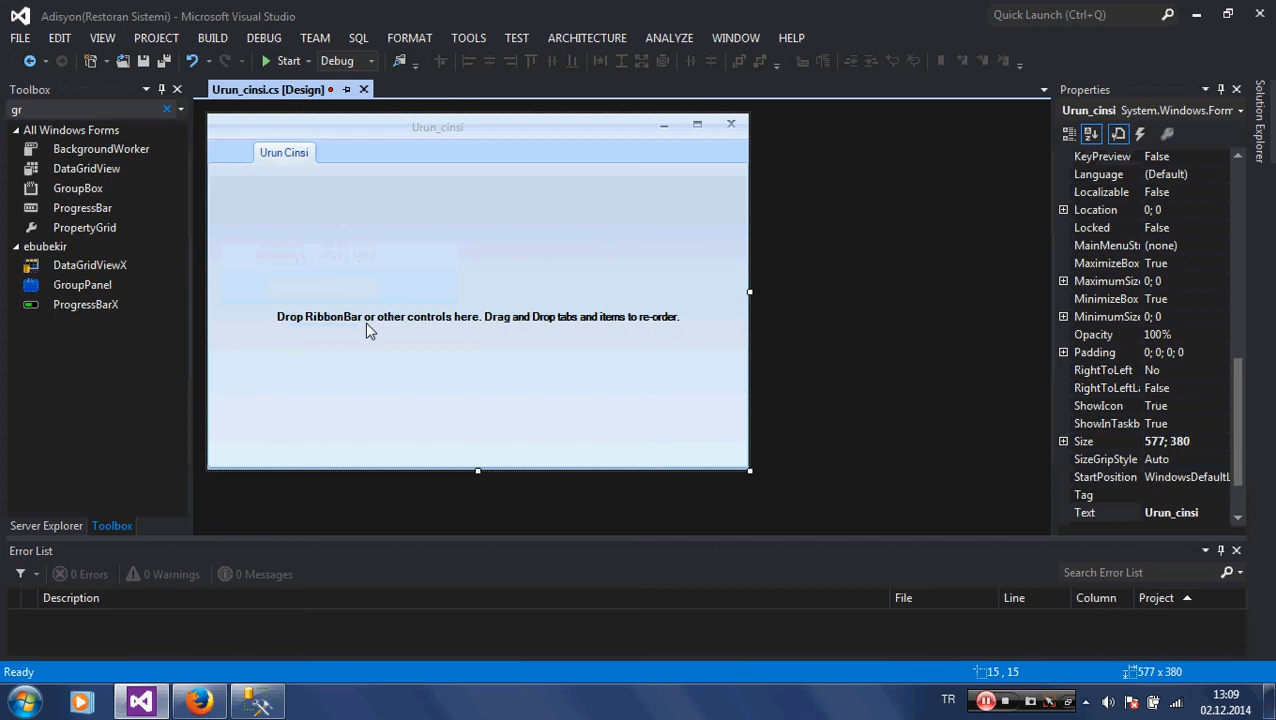 Adisyon(Restoran Sistemi) - Microsoft Visual Studio
Quick Launch (Ctrl+Q)
FILE EDIT VIEW PROJECT BUILD DEBUG TEAM SQL FORMAT TOOLS TEST ARCHITECTURE ANALYZE WINDOW HELP
Start Debug
Toolbox
gr
All Windows Forms
BackgroundWorker
DataGridView
GroupBox
ProgressBar
PropertyGrid
ebubekir
DataGridViewX
GroupPanel
ProgressBarX
Server Explorer Toolbox
Urun_cinsi.cs [Design]
Urun_cinsi
Urun Cinsi
Drop RibbonBar or other controls here. Drag and Drop tabs and items to re-order.
Properties
Urun_cinsi System.Windows.Form
KeyPreview False
Language (Default)
Localizable False
Location 0; 0
Locked False
MainMenuSt (none)
MaximizeBox True
MaximumSize 0; 0
MinimizeBox True
MinimumSize 0; 0
Opacity 100%
Padding 0; 0; 0; 0
RightToLeft No
RightToLeftLa False
ShowIcon True
ShowInTaskb True
Size 577; 380
SizeGripStyle Auto
StartPosition WindowsDefaultL
Tag
Text Urun_cinsi
Solution Explorer
Error List
0 Errors 0 Warnings 0 Messages
Search Error List
Description File Line Column Project
Ready
15 , 15
577 x 380
TR
13:09
02.12.2014